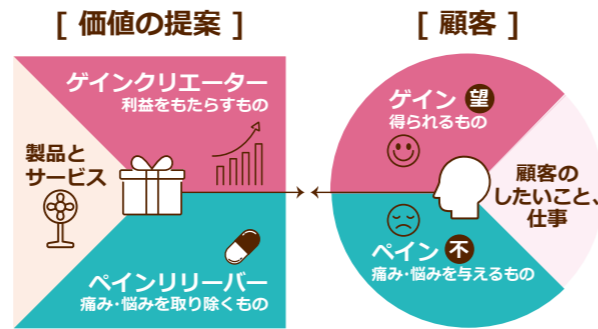 [ 価値の提案 ]
ゲインクリエーター
利益をもたらすもの
製品と
サービス
ペインリリーバー
痛み・悩みを取り除くもの
[ 顧客 ]
ゲイン 望
得られるもの
顧客の
したいこと、
仕事
ペイン 不
痛み・悩みを与えるもの